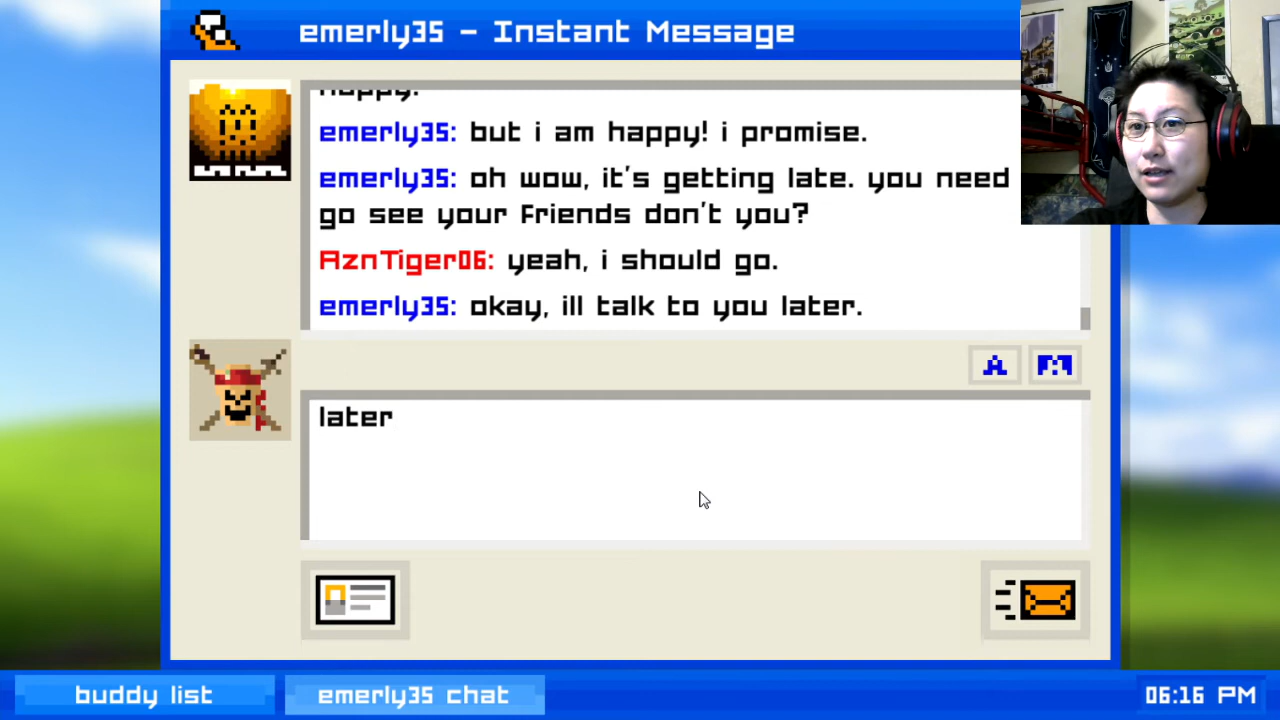 emerly35 - Instant Message
happy.
emerly35: but i am happy! i promise.
emerly35: oh wow, it's getting late. you need
go see your friends don't you?
AznTiger06: yeah, i should go.
emerly35: okay, ill talk to you later.
A
later
buddy list
emerly35 chat
06:16 PM